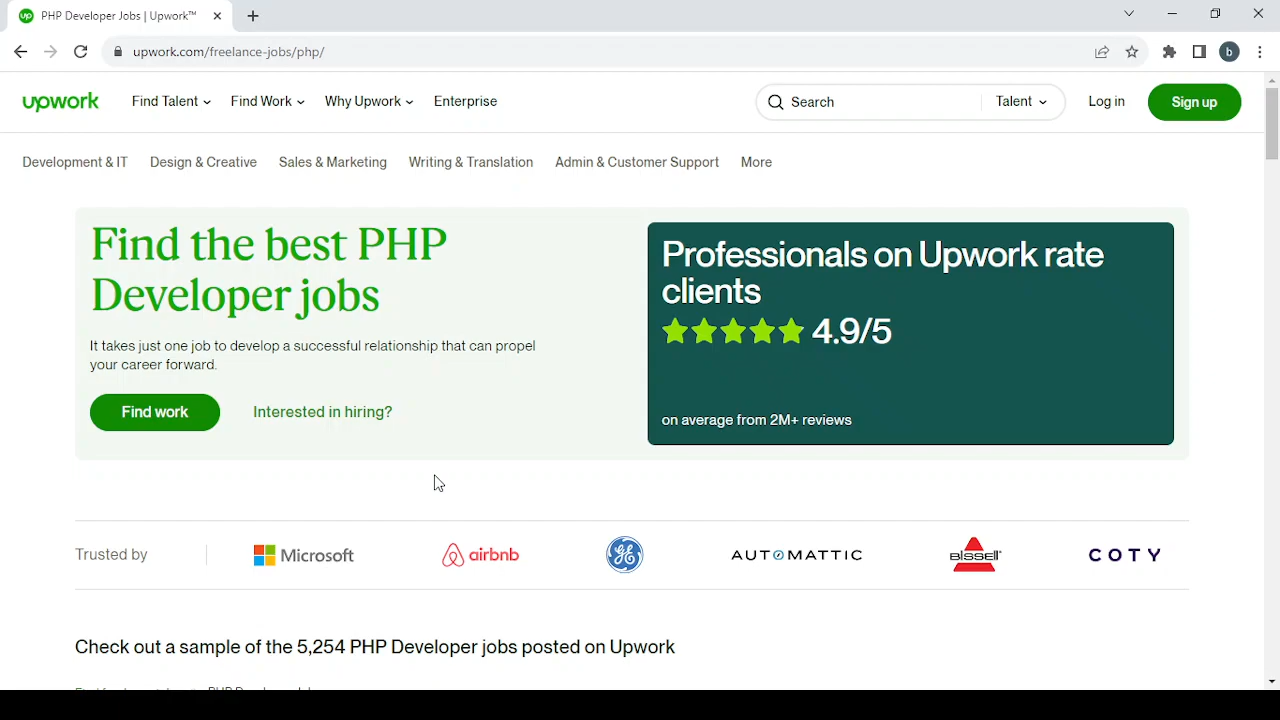 PHP Developer Jobs | Upwork™
upwork.com/freelance-jobs/php/
b
upwork
Find Talent
Find Work
Why Upwork
Enterprise
Search
Talent
Log in
Sign up
Development & IT
Design & Creative
Sales & Marketing
Writing & Translation
Admin & Customer Support
More
Find the best PHP
Developer jobs
It takes just one job to develop a successful relationship that can propel
your career forward.
Find work
Interested in hiring?
Professionals on Upwork rate
clients
4.9/5
on average from 2M+ reviews
Trusted by
Microsoft
airbnb
GE
AUTOMATTIC
BISSELL
COTY
Check out a sample of the 5,254 PHP Developer jobs posted on Upwork